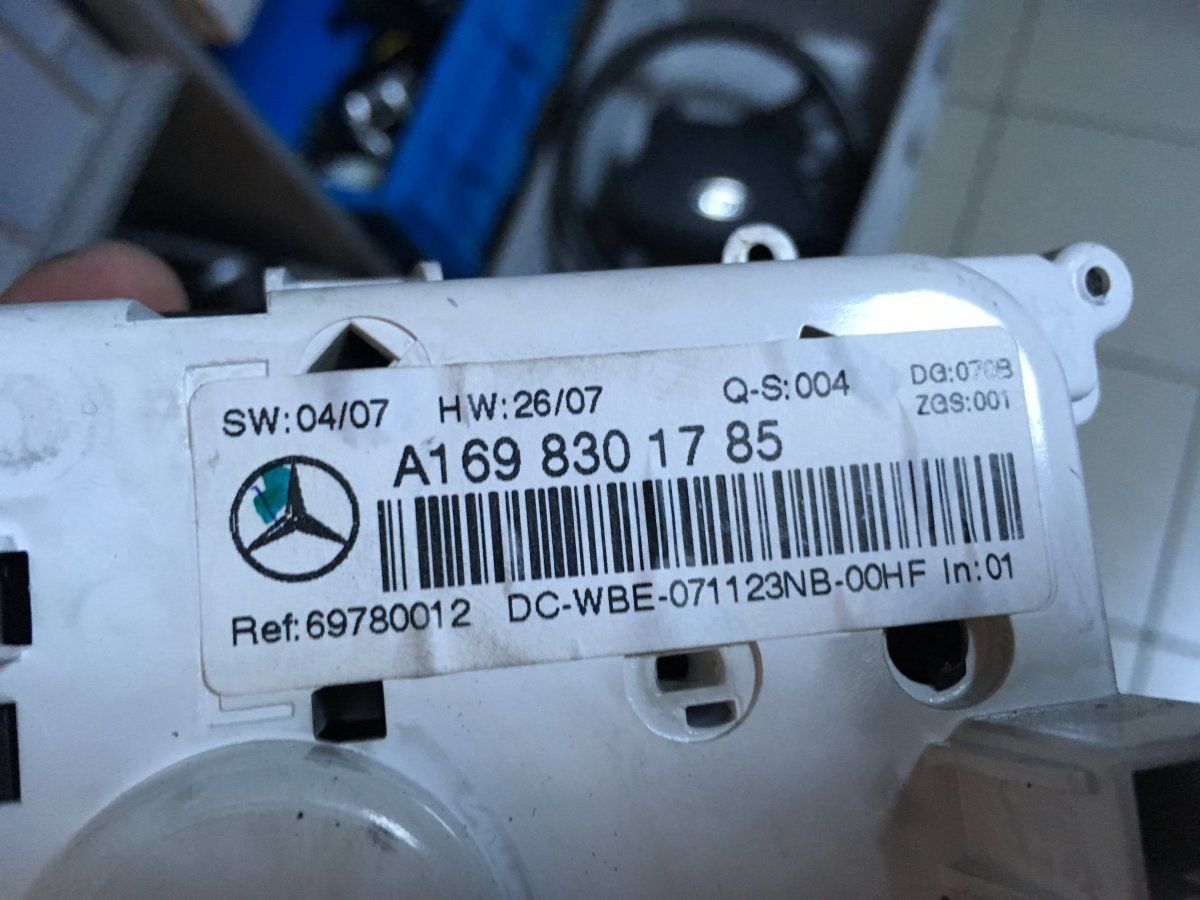 SW:04/07 HW:26/07 Q-S:004 DG:070B
ZGS:001
A169 830 17 85
Ref:69780012 DC-WBE-071123NB-00HF In:01